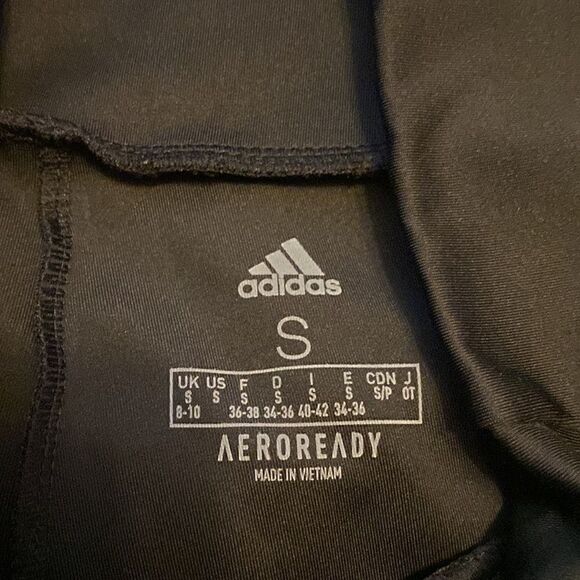 adidas
S
UK US F D I E CDN J
S S S S S S S/P OT
8-10 36-38 34-36 40-42 34-36
AEROREADY
MADE IN VIETNAM